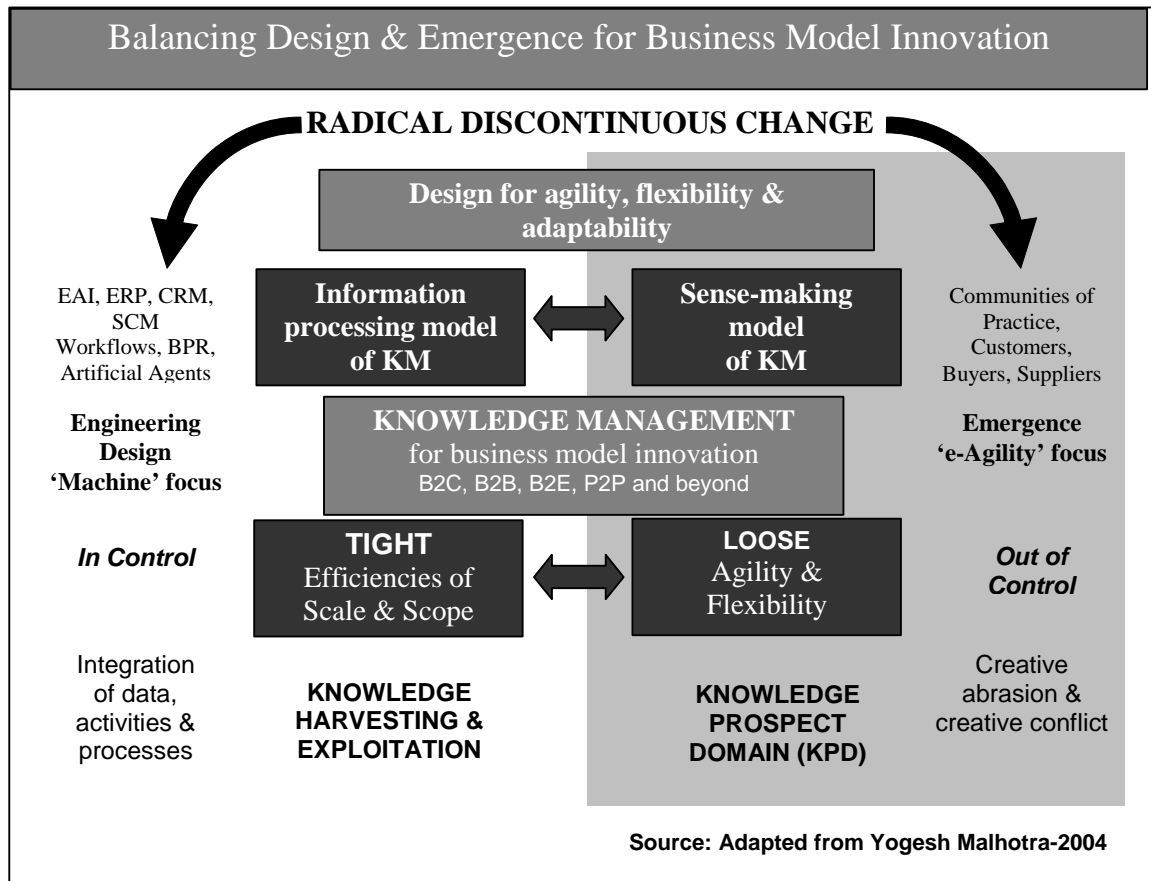 Balancing Design & Emergence for Business Model Innovation
RADICAL DISCONTINUOUS CHANGE
Design for agility, flexibility &
adaptability
EAI, ERP, CRM,
SCM
Workflows, BPR,
Artificial Agents
Information
processing model
of KM
Sense-making
model
of KM
Communities of
Practice,
Customers,
Buyers, Suppliers
Engineering
Design
‘Machine’ focus
KNOWLEDGE MANAGEMENT
for business model innovation
B2C, B2B, B2E, P2P and beyond
Emergence
‘e-Agility’ focus
In Control
TIGHT
Efficiencies of
Scale & Scope
LOOSE
Agility &
Flexibility
Out of
Control
Integration
of data,
activities &
processes
KNOWLEDGE
HARVESTING &
EXPLOITATION
KNOWLEDGE
PROSPECT
DOMAIN (KPD)
Creative
abrasion &
creative conflict
Source: Adapted from Yogesh Malhotra-2004